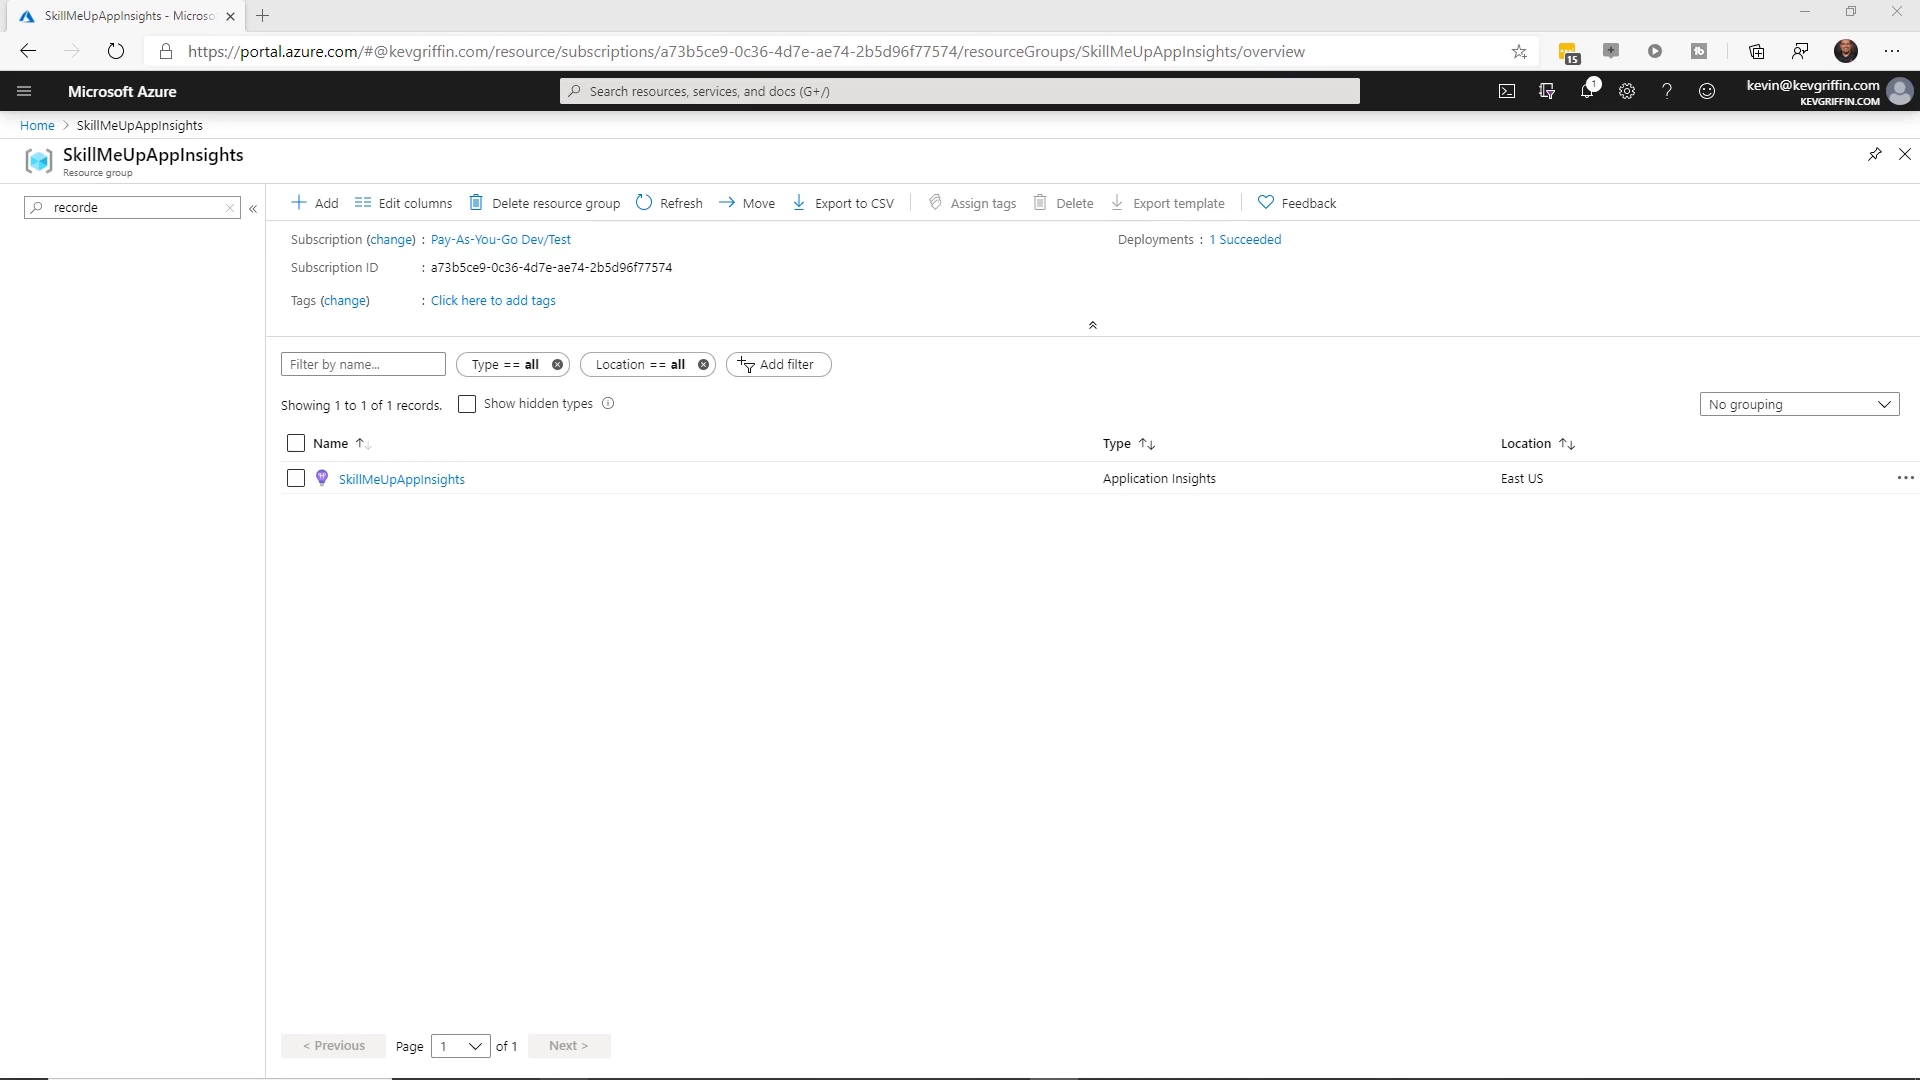 SkillMeUpAppInsights - Microso
https://portal.azure.com/#@kevgriffin.com/resource/subscriptions/a73b5ce9-0c36-4d7e-ae74-2b5d96f77574/resourceGroups/SkillMeUpAppInsights/overview
15
Microsoft Azure
Search resources, services, and docs (G+/)
1
kevin@kevgriffin.com
KEVGRIFFIN.COM
Home > SkillMeUpAppInsights
SkillMeUpAppInsights
Resource group
recorde
Add Edit columns Delete resource group Refresh Move Export to CSV Assign tags Delete Export template Feedback
Subscription (change) : Pay-As-You-Go Dev/Test Deployments : 1 Succeeded
Subscription ID : a73b5ce9-0c36-4d7e-ae74-2b5d96f77574
Tags (change) : Click here to add tags
Filter by name... Type == all Location == all Add filter
Showing 1 to 1 of 1 records. Show hidden types No grouping
Name Type Location
SkillMeUpAppInsights Application Insights East US
< Previous Page 1 of 1 Next >